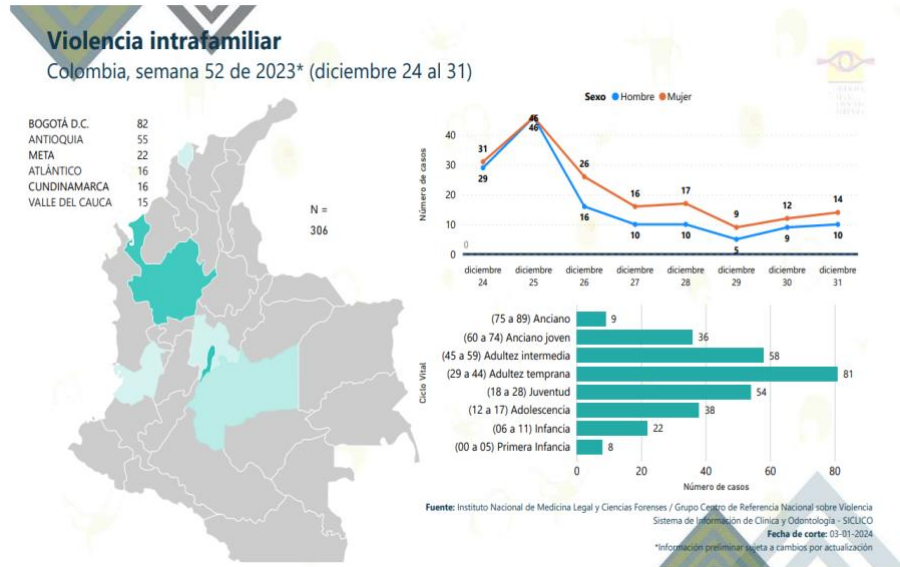 Violencia intrafamiliar
Colombia, semana 52 de 2023* (diciembre 24 al 31)
BOGOTÁ D.C. 82
ANTIOQUIA 55
META 22
ATLÁNTICO 16
CUNDINAMARCA 16
VALLE DEL CAUCA 15
N =
306
Sexo Hombre Mujer
Número de casos
40
30
20
10
0
0
31
29
46
26
16
16
10
17
10
9
5
12
9
14
10
diciembre diciembre diciembre diciembre diciembre diciembre diciembre diciembre
24 25 26 27 28 29 30 31
Ciclo Vital
(75 a 89) Anciano 9
(60 a 74) Anciano joven 36
(45 a 59) Adultez intermedia 58
(29 a 44) Adultez temprana 81
(18 a 28) Juventud 54
(12 a 17) Adolescencia 38
(06 a 11) Infancia 22
(00 a 05) Primera Infancia 8
0 20 40 60 80
Número de casos
Fuente: Instituto Nacional de Medicina Legal y Ciencias Forenses / Grupo Centro de Referencia Nacional sobre Violencia
Sistema de Información de Clínica y Odontología - SICLICO
Fecha de corte: 03-01-2024
*Información preliminar sujeta a cambios por actualización